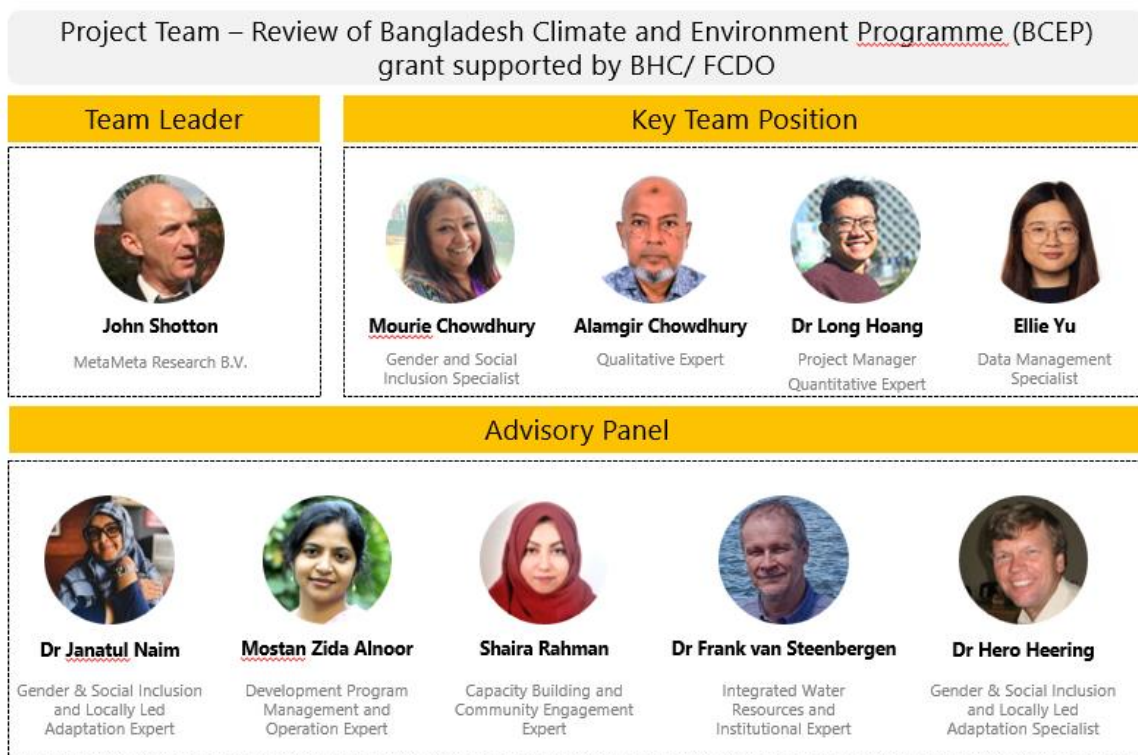 Project Team – Review of Bangladesh Climate and Environment Programme (BCEP)
grant supported by BHC/ FCDO
Team Leader
John Shotton
MetaMeta Research B.V.
Key Team Position
Mourie Chowdhury
Gender and Social
Inclusion Specialist
Alamgir Chowdhury
Qualitative Expert
Dr Long Hoang
Project Manager
Quantitative Expert
Ellie Yu
Data Management
Specialist
Advisory Panel
Dr Janatul Naim
Gender & Social Inclusion
and Locally Led
Adaptation Expert
Mostan Zida Alnoor
Development Program
Management and
Operation Expert
Shaira Rahman
Capacity Building and
Community Engagement
Expert
Dr Frank van Steenbergen
Integrated Water
Resources and
Institutional Expert
Dr Hero Heering
Gender & Social Inclusion
and Locally Led
Adaptation Specialist